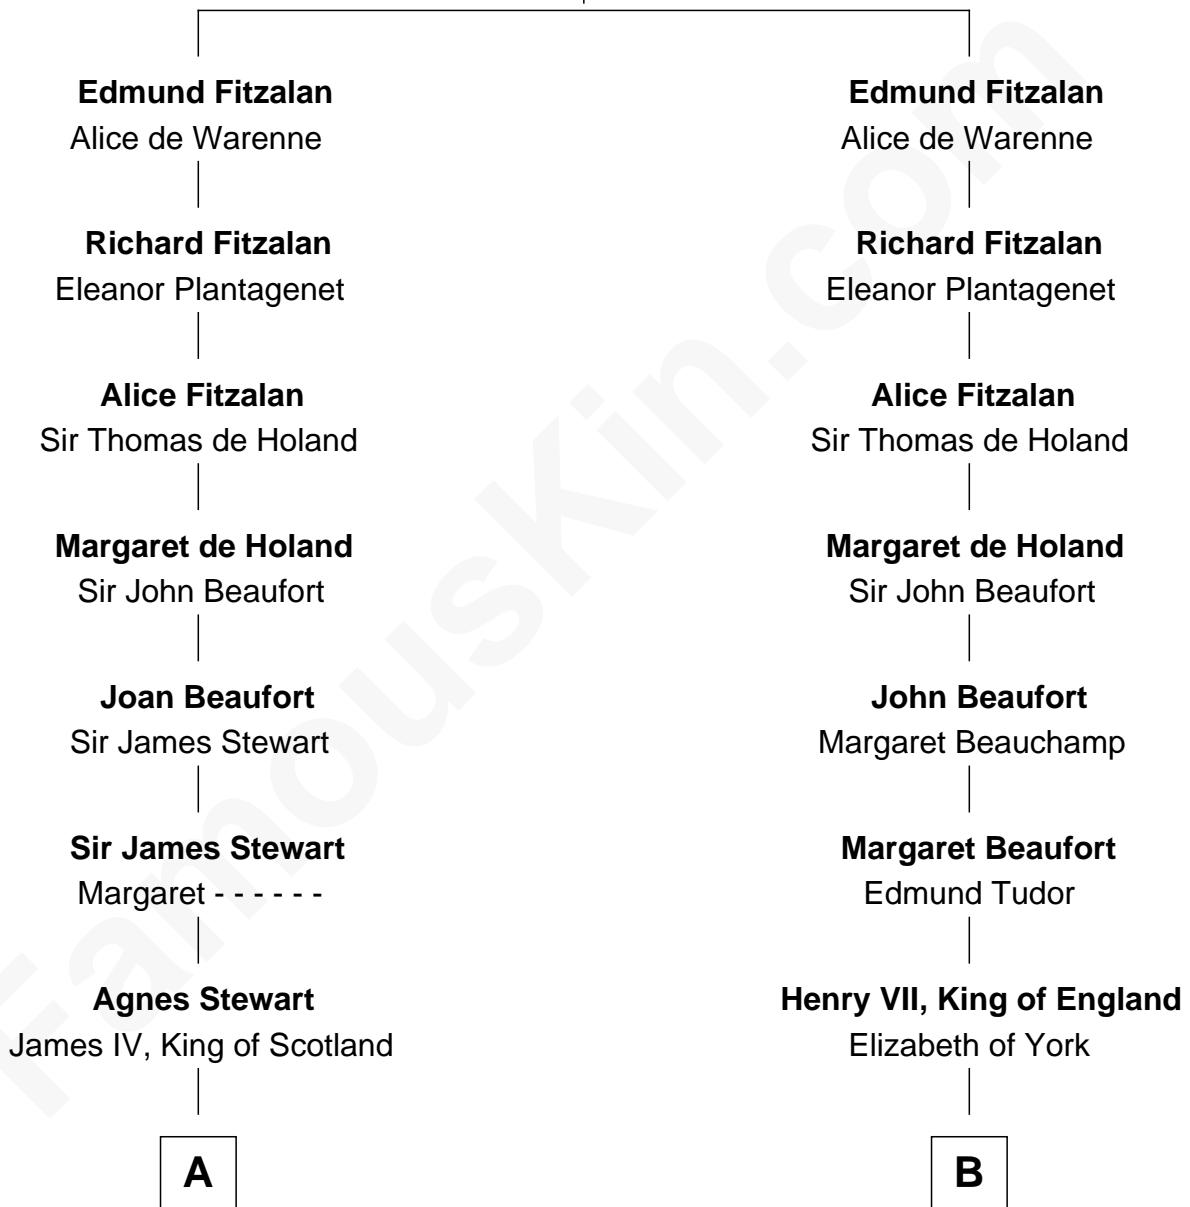 Edmund Fitzalan
Alice de Warenne
Richard Fitzalan
Eleanor Plantagenet
Alice Fitzalan
Sir Thomas de Holand
Margaret de Holand
Sir John Beaufort
Joan Beaufort
Sir James Stewart
Sir James Stewart
Margaret - - - - - -
Agnes Stewart
James IV, King of Scotland
A
Edmund Fitzalan
Alice de Warenne
Richard Fitzalan
Eleanor Plantagenet
Alice Fitzalan
Sir Thomas de Holand
Margaret de Holand
Sir John Beaufort
John Beaufort
Margaret Beauchamp
Margaret Beaufort
Edmund Tudor
Henry VII, King of England
Elizabeth of York
B
FamousKin.com